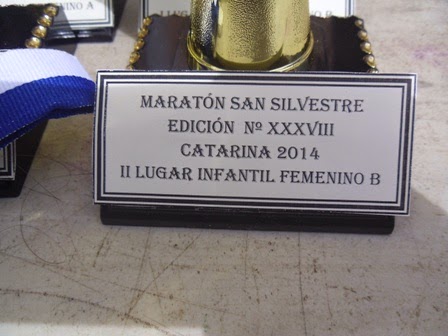 MARATÓN SAN SILVESTRE
EDICIÓN Nº XXXVIII
CATARINA 2014
II LUGAR INFANTIL FEMENINO B